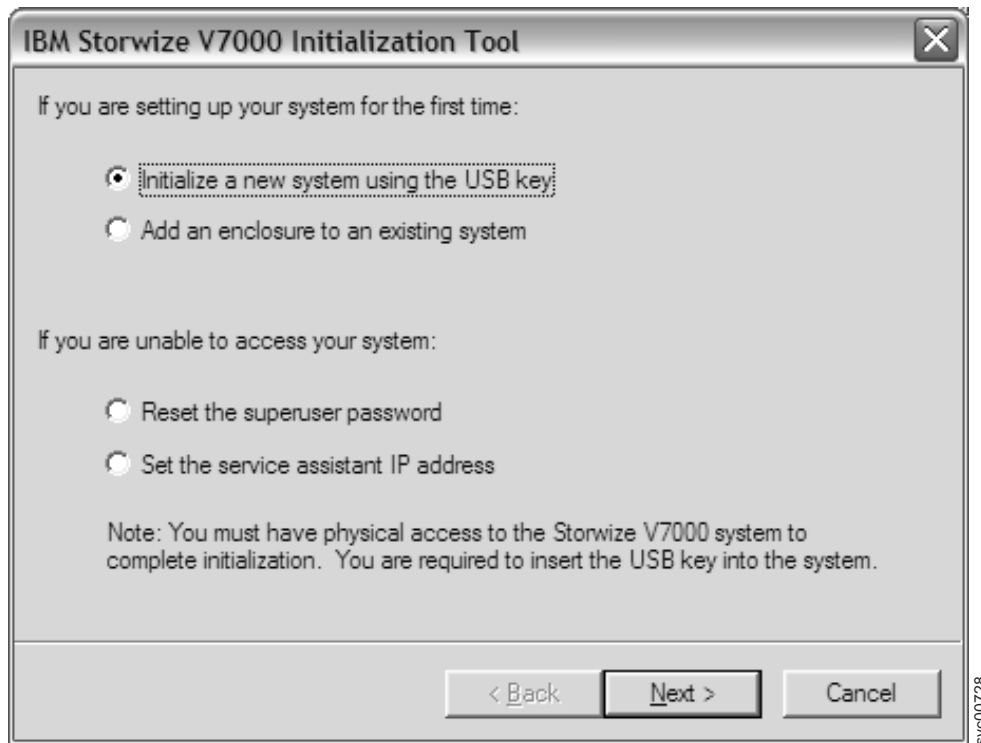 IBM Storwize V7000 Initialization Tool
If you are setting up your system for the first time:
Initialize a new system using the USB key
Add an enclosure to an existing system
If you are unable to access your system:
Reset the superuser password
Set the service assistant IP address
Note: You must have physical access to the Storwize V7000 system to
complete initialization. You are required to insert the USB key into the system.
< Back
Next >
Cancel
svc00728